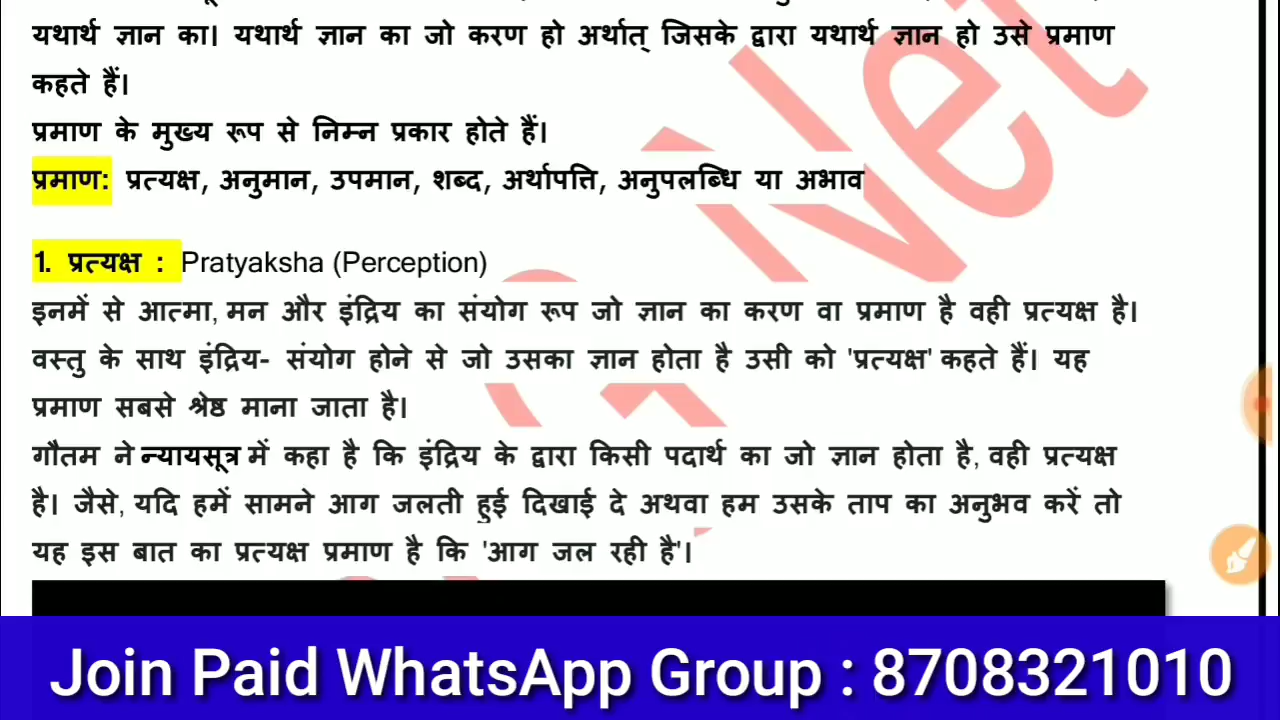 यथार्थ ज्ञान का। यथार्थ ज्ञान का जो करण हो अर्थात् जिसके द्वारा यथार्थ ज्ञान हो उसे प्रमाण
कहते हैं।
प्रमाण के मुख्य रूप से निम्न प्रकार होते हैं।
प्रमाण: प्रत्यक्ष, अनुमान, उपमान, शब्द, अर्थापत्ति, अनुपलब्धि या अभाव
1. प्रत्यक्ष : Pratyaksha (Perception)
इनमें से आत्मा, मन और इंद्रिय का संयोग रूप जो ज्ञान का करण वा प्रमाण है वही प्रत्यक्ष है।
वस्तु के साथ इंद्रिय- संयोग होने से जो उसका ज्ञान होता है उसी को 'प्रत्यक्ष' कहते हैं। यह
प्रमाण सबसे श्रेष्ठ माना जाता है।
गौतम ने न्यायसूत्र में कहा है कि इंद्रिय के द्वारा किसी पदार्थ का जो ज्ञान होता है, वही प्रत्यक्ष
है। जैसे, यदि हमें सामने आग जलती हुई दिखाई दे अथवा हम उसके ताप का अनुभव करें तो
यह इस बात का प्रत्यक्ष प्रमाण है कि 'आग जल रही है'।
Join Paid WhatsApp Group : 8708321010